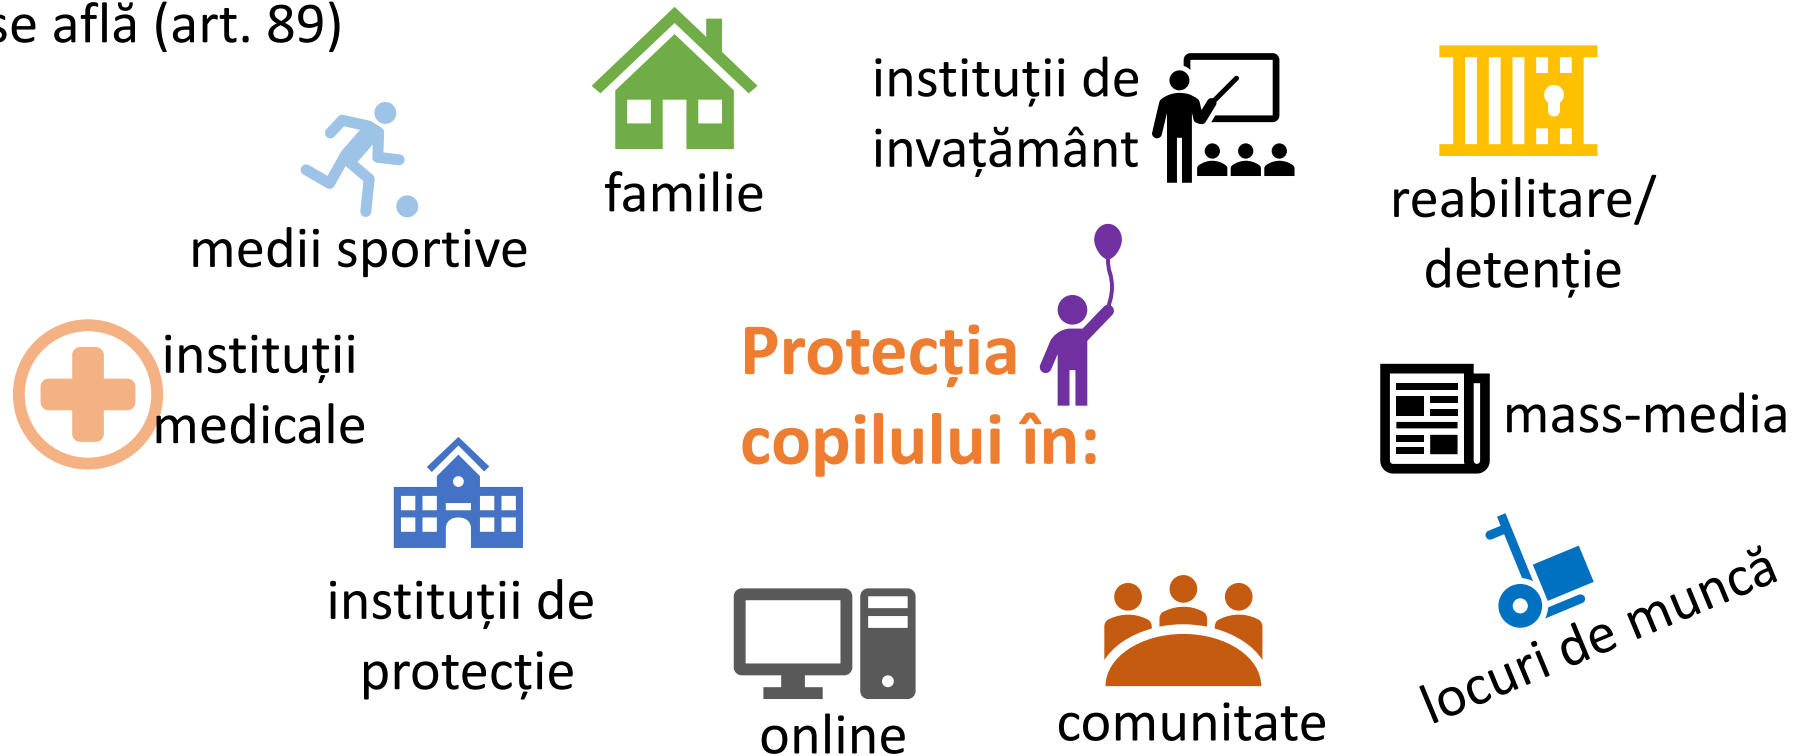 se află (art. 89)
familie
instituții de
invațământ
reabilitare/
detenție
medii sportive
instituții
medicale
Protecția
copilului în:
mass-media
instituții de
protecție
online
comunitate
locuri de muncă